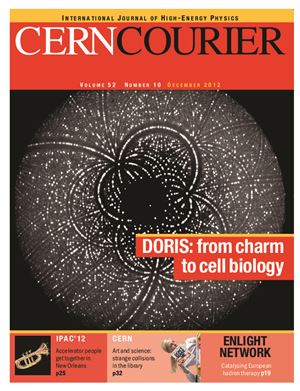 INTERNATIONAL JOURNAL OF HIGH-ENERGY PHYSICS
CERNCOURIER
VOLUME 52 NUMBER 10 DECEMBER 2012
DORIS: from charm
to cell biology
IPAC'12
Accelerator people
get together in
New Orleans
p25
CERN
Art and science:
strange collisions
in the library
p32
ENLIGHT
NETWORK
Catalysing European
hadron therapy p19